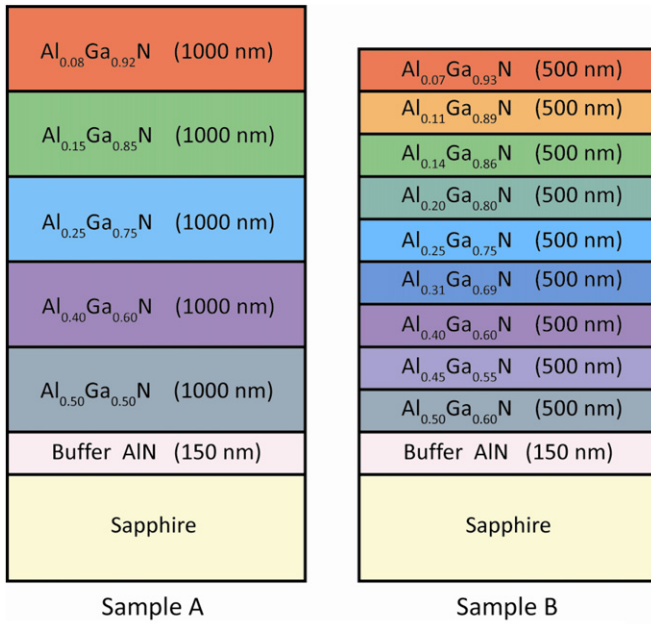 Al0.08Ga0.92N (1000 nm)
Al0.15Ga0.85N (1000 nm)
Al0.25Ga0.75N (1000 nm)
Al0.40Ga0.60N (1000 nm)
Al0.50Ga0.50N (1000 nm)
Buffer AlN (150 nm)
Sapphire
Sample A
Al0.07Ga0.93N (500 nm)
Al0.11Ga0.89N (500 nm)
Al0.14Ga0.86N (500 nm)
Al0.20Ga0.80N (500 nm)
Al0.25Ga0.75N (500 nm)
Al0.31Ga0.69N (500 nm)
Al0.40Ga0.60N (500 nm)
Al0.45Ga0.55N (500 nm)
Al0.50Ga0.60N (500 nm)
Buffer AlN (150 nm)
Sapphire
Sample B